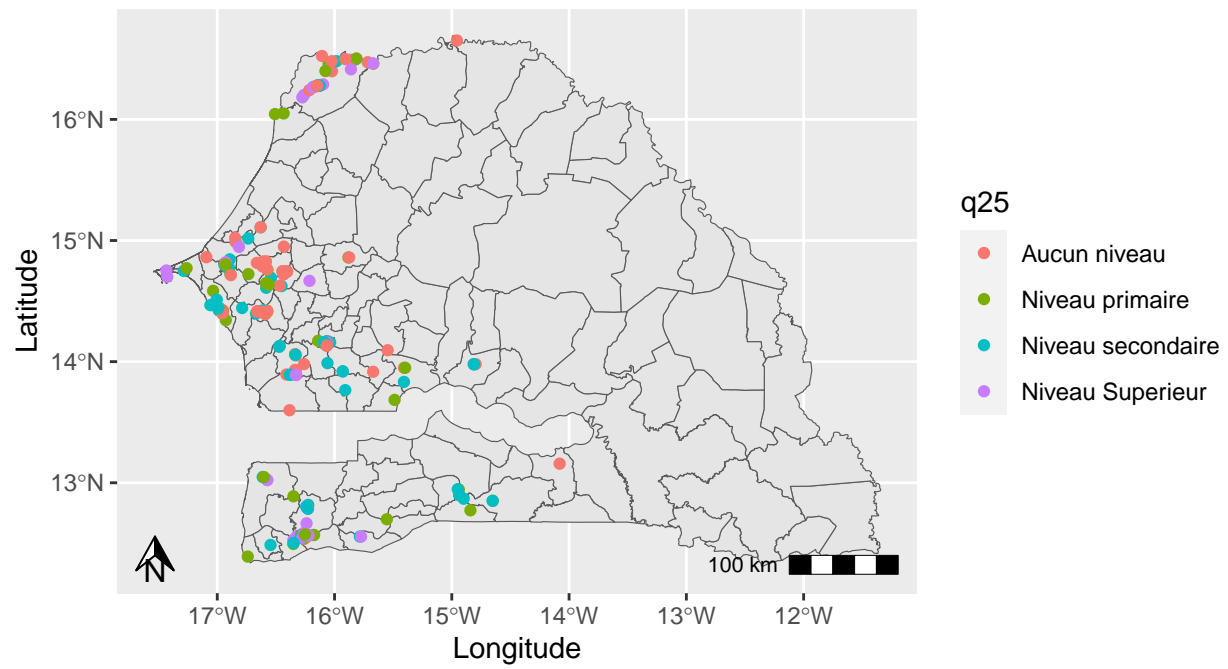 16°N
15°N
14°N
13°N
Latitude
N
100 km
17°W
16°W
15°W
14°W
13°W
12°W
Longitude
q25
Aucun niveau
Niveau primaire
Niveau secondaire
Niveau Superieur